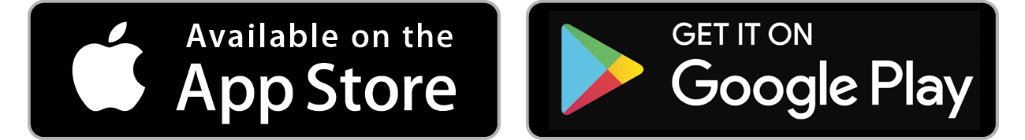 Available on the
App Store
GET IT ON
Google Play